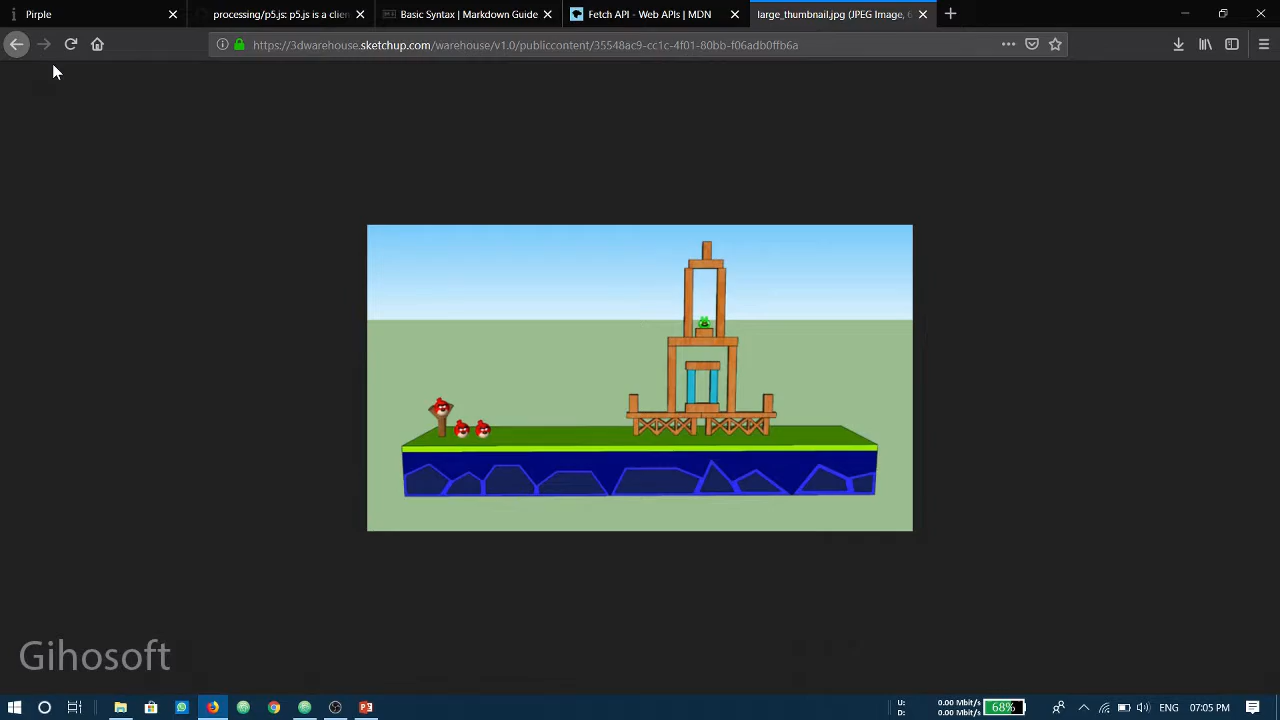 Pirple
processing/p5.js: p5.js is a clien
Basic Syntax | Markdown Guide
Fetch API - Web APIs | MDN
large_thumbnail.jpg (JPEG Image, 6
https://3dwarehouse.sketchup.com/warehouse/v1.0/publiccontent/35548ac9-cc1c-4f01-80bb-f06adb0ffb6a
Gihosoft
U: 0.00 Mbit/s
D: 0.00 Mbit/s
68%
ENG
07:05 PM